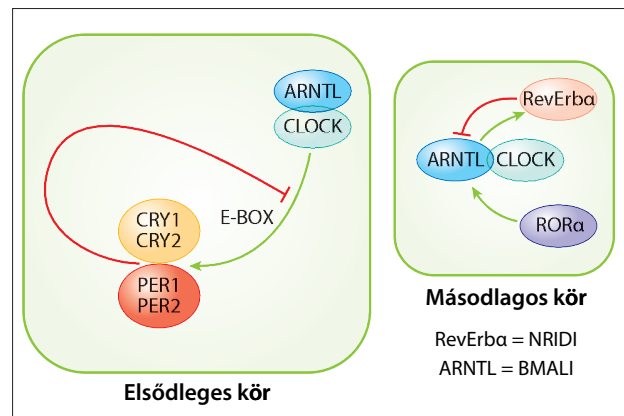 ARNTL
CLOCK
E-BOX
CRY1
CRY2
PER1
PER2
Elsődleges kör
RevErbα
ARNTL
CLOCK
RORα
Másodlagos kör
RevErbα = NRIDI
ARNTL = BMALI